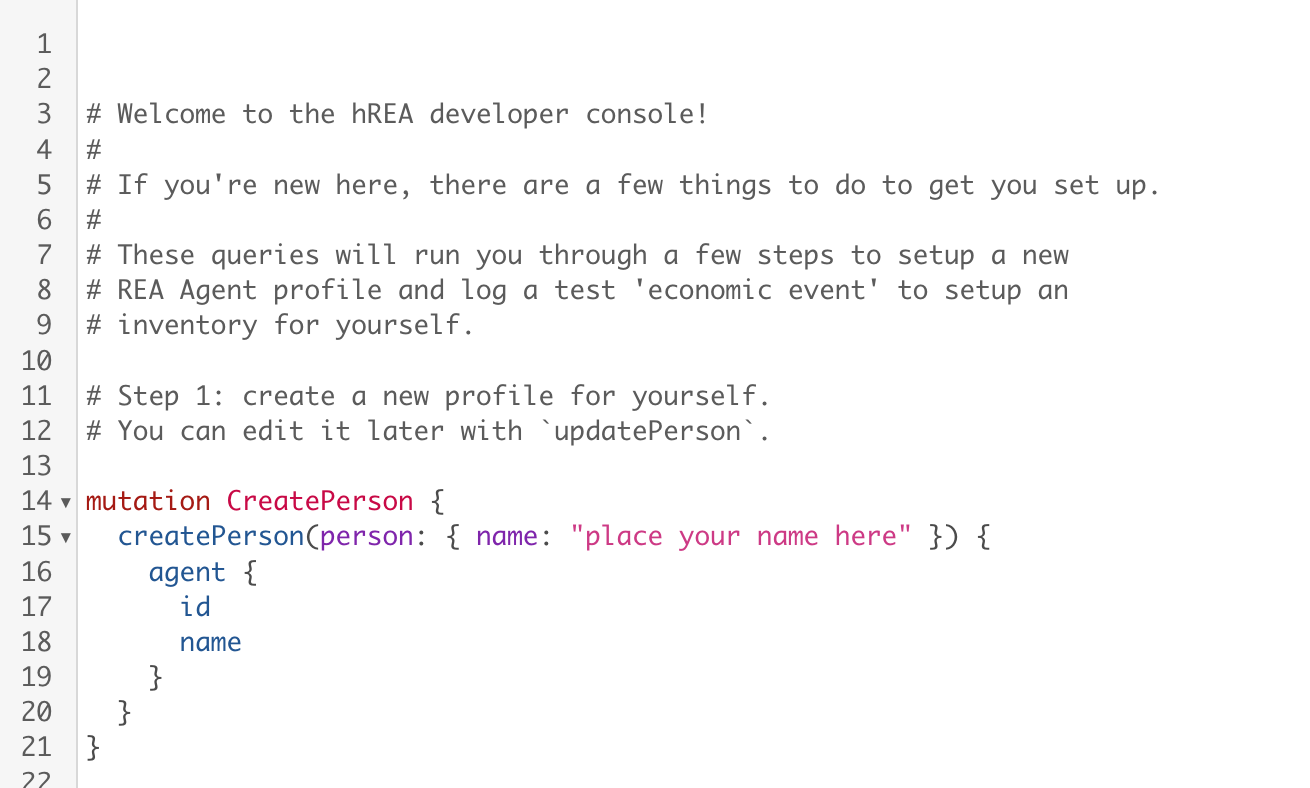 1
2
3 # Welcome to the hREA developer console!
4 #
5 # If you're new here, there are a few things to do to get you set up.
6 #
7 # These queries will run you through a few steps to setup a new
8 # REA Agent profile and log a test 'economic event' to setup an
9 # inventory for yourself.
10
11 # Step 1: create a new profile for yourself.
12 # You can edit it later with `updatePerson`.
13
14 ▼ mutation CreatePerson {
15 ▼   createPerson(person: { name: "place your name here" }) {
16     agent {
17       id
18       name
19     }
20   }
21 }
22